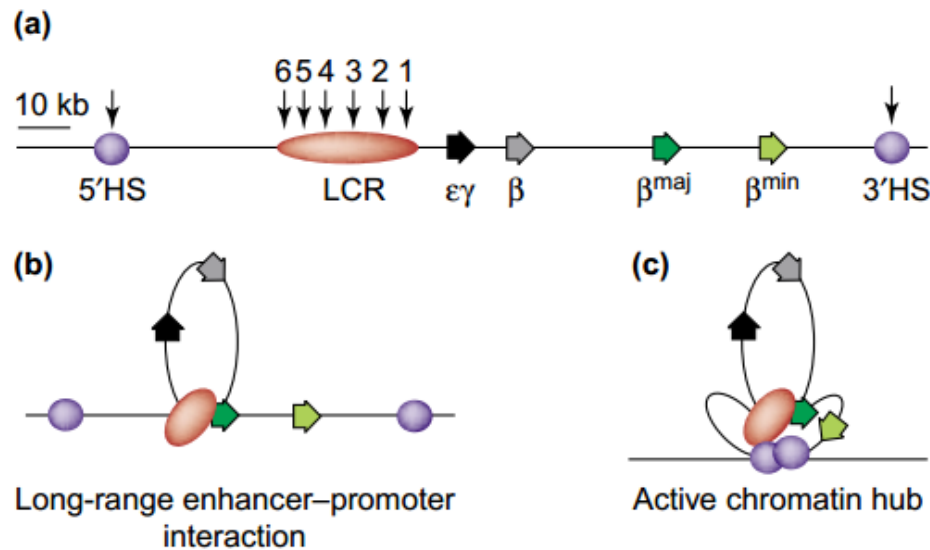 (a)
6 5 4 3 2 1
10 kb
5′HS LCR εγ β βmaj βmin 3′HS
(b) (c)
Long-range enhancer–promoter
interaction
Active chromatin hub